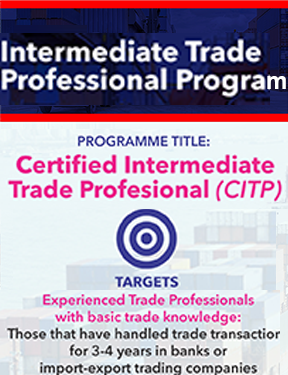 Intermediate Trade
Professional Program
PROGRAMME TITLE:
Certified Intermediate
Trade Profesional (CITP)
TARGETS
Experienced Trade Professionals
with basic trade knowledge:
Those that have handled trade transaction
for 3-4 years in banks or
import-export trading companies